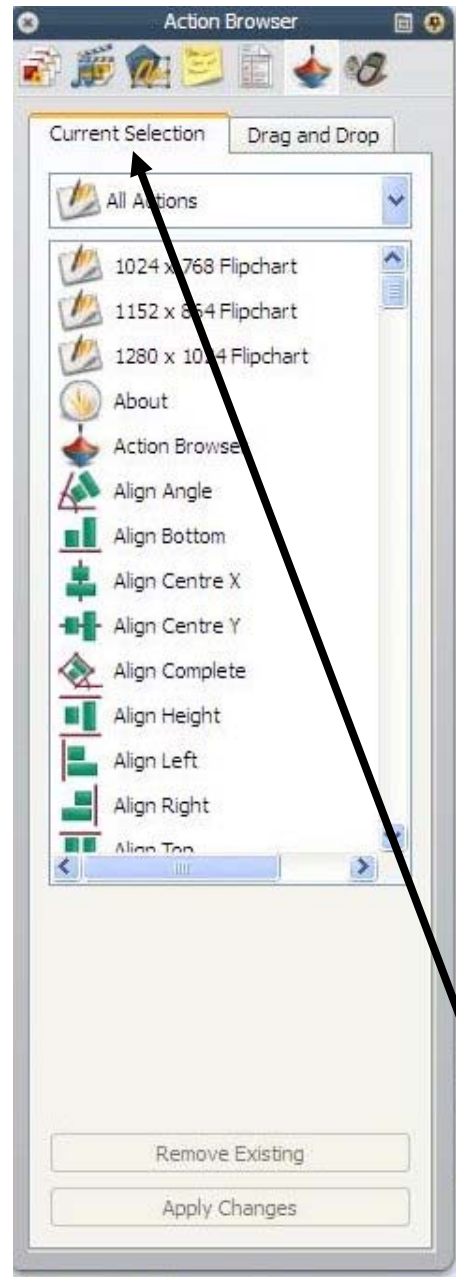 Action Browser
Current Selection Drag and Drop
All Actions
1024 x 768 Flipchart
1152 x 864 Flipchart
1280 x 1024 Flipchart
About
Action Browser
Align Angle
Align Bottom
Align Centre X
Align Centre Y
Align Complete
Align Height
Align Left
Align Right
Align Top
Remove Existing
Apply Changes